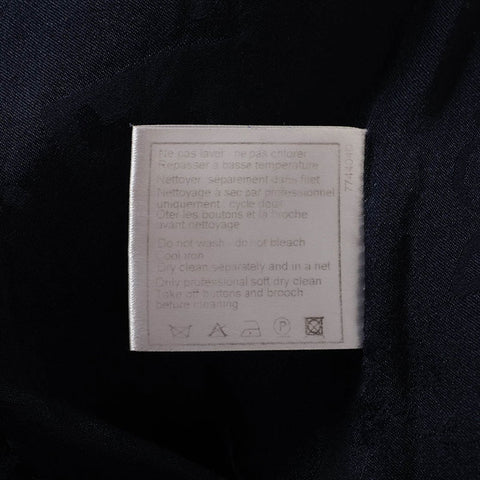 Ne pas laver - ne pas chlorer
Repasser à basse température
Nettoyer séparement dans filet
Nettoyage à sec par professionnel
uniquement : cycle doux
Oter les boutons et la broche
avant nettoyage
Do not wash - do not bleach
Cool iron
Dry clean separately and in a net
Only professional soft dry clean
Take off buttons and brooch
before cleaning
P